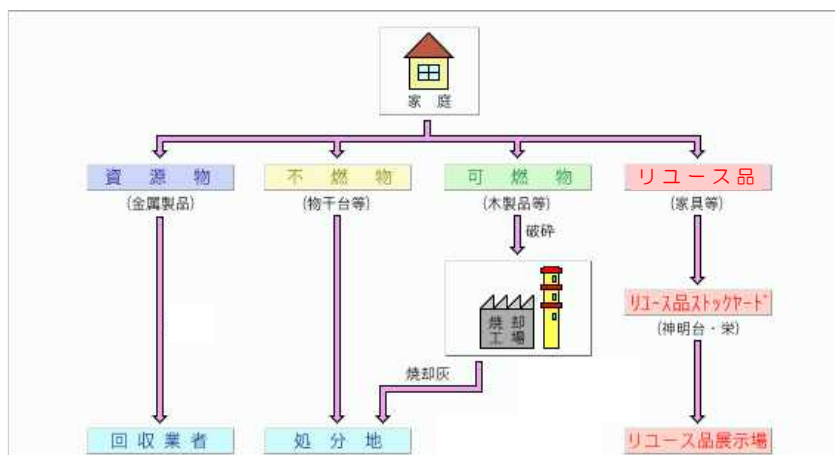 家庭
資源物
不燃物
可燃物
リユース品
(金属製品)
(物干台等)
(木製品等)
(家具等)
破砕
焼却
工場
リユース品ストックヤード
(神明台・栄)
焼却灰
回収業者
処分地
リユース品展示場